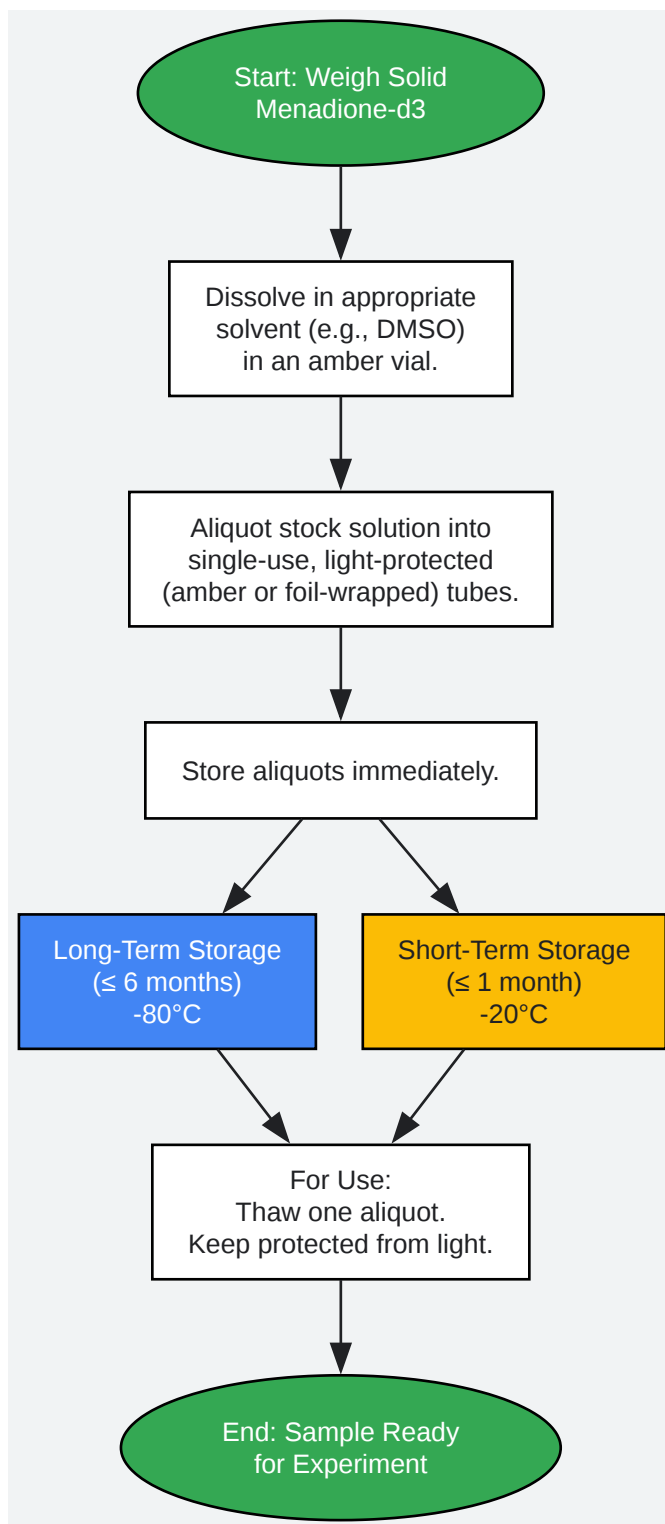 Start: Weigh Solid
Menadione-d3
Dissolve in appropriate
solvent (e.g., DMSO)
in an amber vial.
Aliquot stock solution into
single-use, light-protected
(amber or foil-wrapped) tubes.
Store aliquots immediately.
Long-Term Storage
(≤ 6 months)
-80°C
Short-Term Storage
(≤ 1 month)
-20°C
For Use:
Thaw one aliquot.
Keep protected from light.
End: Sample Ready
for Experiment